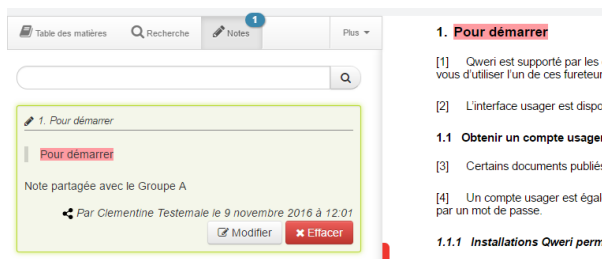 Table des matières Recherche Notes 1 Plus
1. Pour démarrer
Pour démarrer
Note partagée avec le Groupe A
Par Clementine Testemale le 9 novembre 2016 à 12:01
Modifier Effacer
1. Pour démarrer
[1] Qweri est supporté par les
vous d'utiliser l'un de ces fureteur
[2] L'interface usager est dispo
1.1 Obtenir un compte usager
[3] Certains documents publiés
[4] Un compte usager est égal
par un mot de passe.
1.1.1 Installations Qweri perm